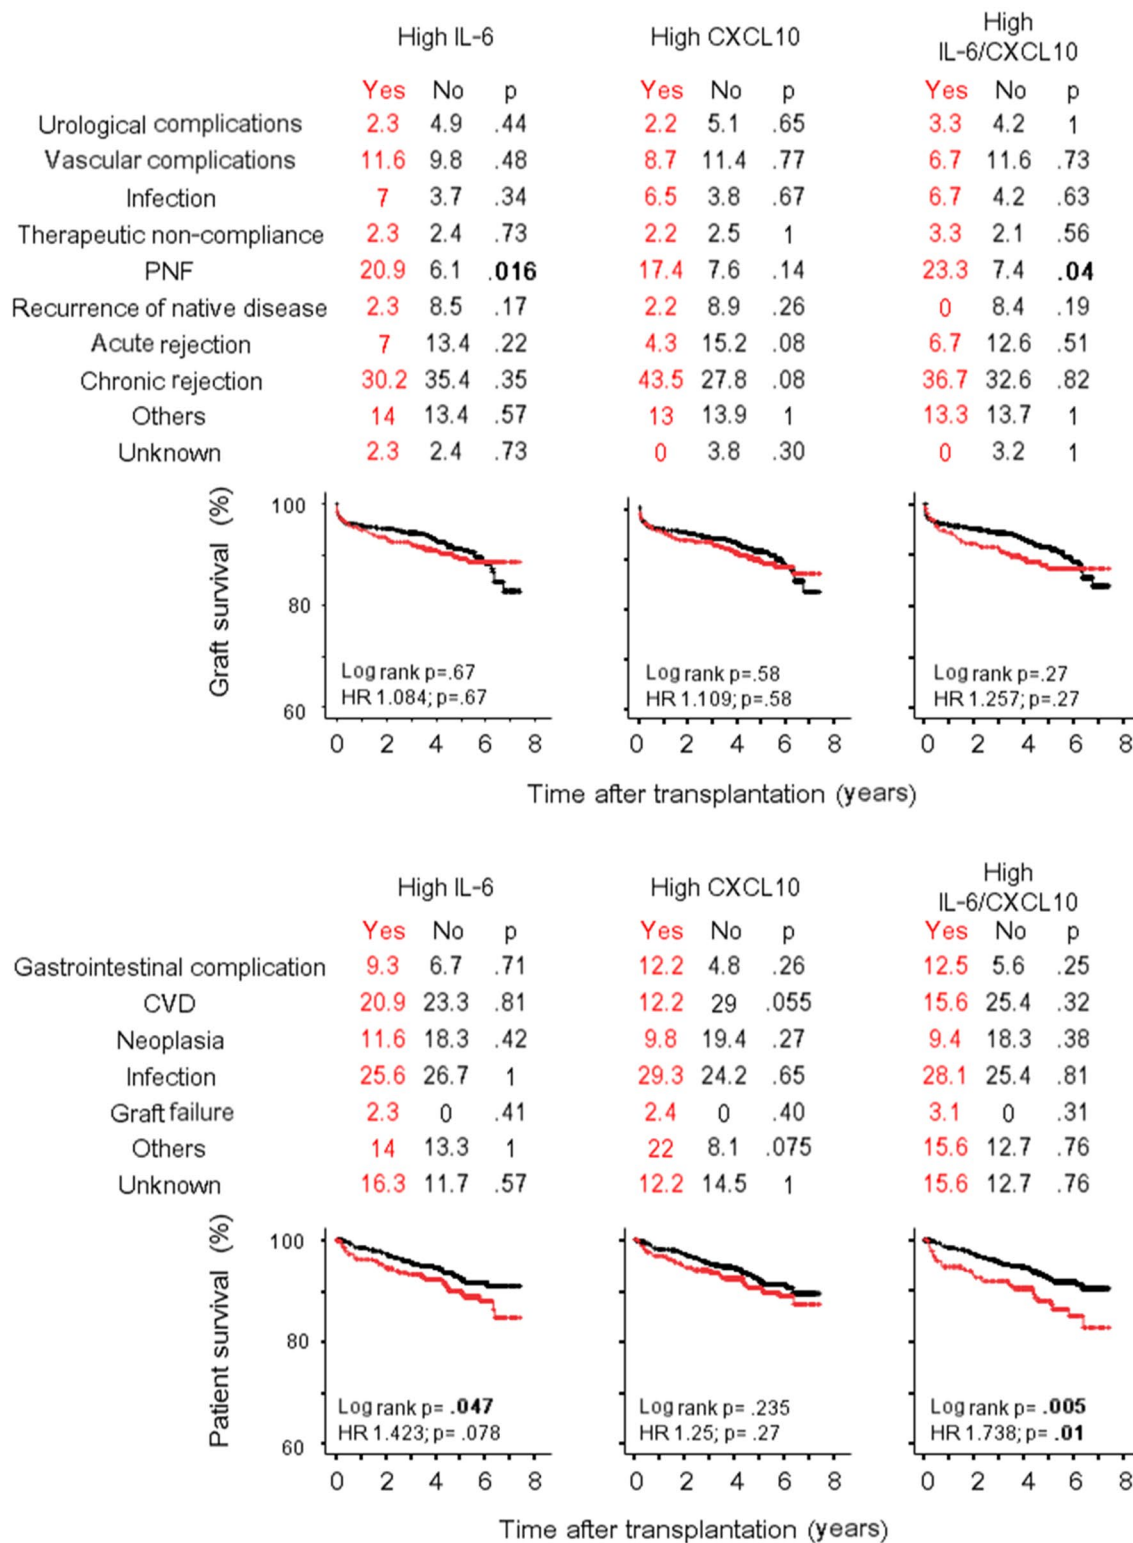 High IL-6 High CXCL10 High IL-6/CXCL10
Yes No p Yes No p Yes No p
Urological complications 2.3 4.9 .44 2.2 5.1 .65 3.3 4.2 1
Vascular complications 11.6 9.8 .48 8.7 11.4 .77 6.7 11.6 .73
Infection 7 3.7 .34 6.5 3.8 .67 6.7 4.2 .63
Therapeutic non-compliance 2.3 2.4 .73 2.2 2.5 1 3.3 2.1 .56
PNF 20.9 6.1 .016 17.4 7.6 .14 23.3 7.4 .04
Recurrence of native disease 2.3 8.5 .17 2.2 8.9 .26 0 8.4 .19
Acute rejection 7 13.4 .22 4.3 15.2 .08 6.7 12.6 .51
Chronic rejection 30.2 35.4 .35 43.5 27.8 .08 36.7 32.6 .82
Others 14 13.4 .57 13 13.9 1 13.3 13.7 1
Unknown 2.3 2.4 .73 0 3.8 .30 0 3.2 1
Graft survival (%)
100
80
60
Log rank p=.67 Log rank p=.58 Log rank p=.27
HR 1.084; p=.67 HR 1.109; p=.58 HR 1.257; p=.27
0 2 4 6 8 0 2 4 6 8 0 2 4 6 8
Time after transplantation (years)
High IL-6 High CXCL10 High IL-6/CXCL10
Yes No p Yes No p Yes No p
Gastrointestinal complication 9.3 6.7 .71 12.2 4.8 .26 12.5 5.6 .25
CVD 20.9 23.3 .81 12.2 29 .055 15.6 25.4 .32
Neoplasia 11.6 18.3 .42 9.8 19.4 .27 9.4 18.3 .38
Infection 25.6 26.7 1 29.3 24.2 .65 28.1 25.4 .81
Graft failure 2.3 0 .41 2.4 0 .40 3.1 0 .31
Others 14 13.3 1 22 8.1 .075 15.6 12.7 .76
Unknown 16.3 11.7 .57 12.2 14.5 1 15.6 12.7 .76
Patient survival (%)
100
80
60
Log rank p= .047 Log rank p= .235 Log rank p= .005
HR 1.423; p= .078 HR 1.25; p= .27 HR 1.738; p= .01
0 2 4 6 8 0 2 4 6 8 0 2 4 6 8
Time after transplantation (years)